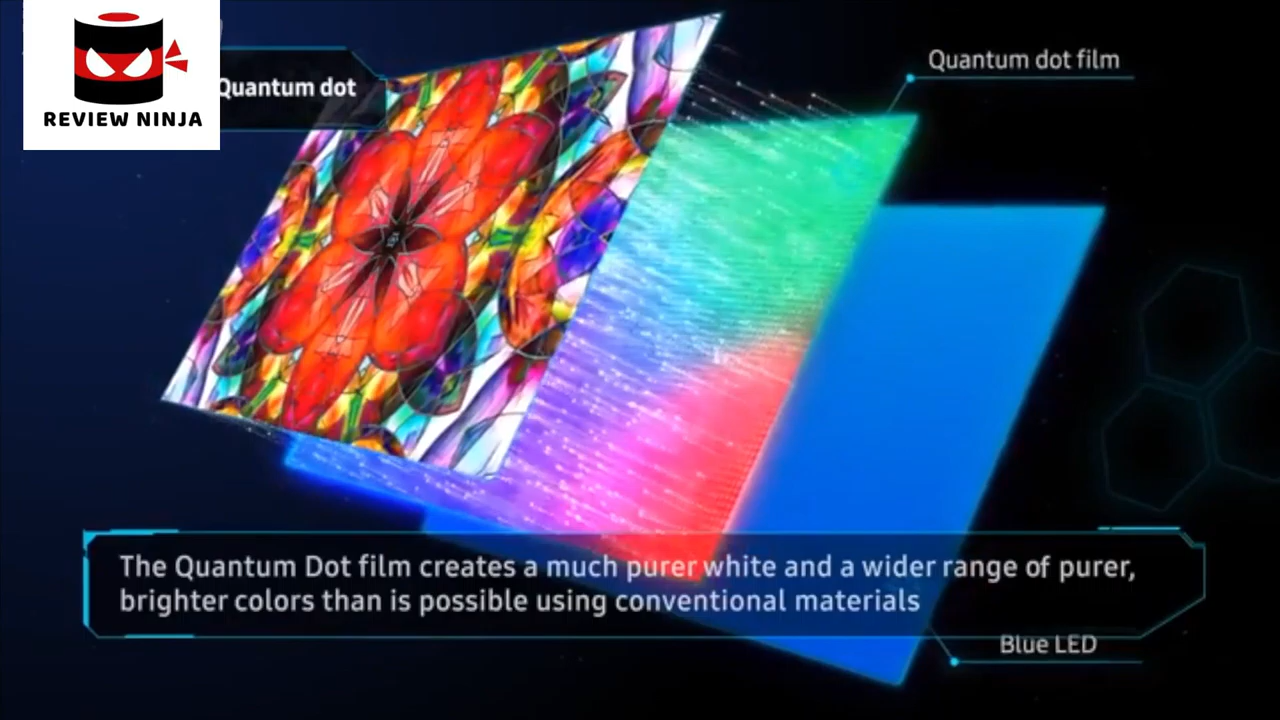 REVIEW NINJA
Quantum dot
Quantum dot film
The Quantum Dot film creates a much purer white and a wider range of purer,
brighter colors than is possible using conventional materials
Blue LED